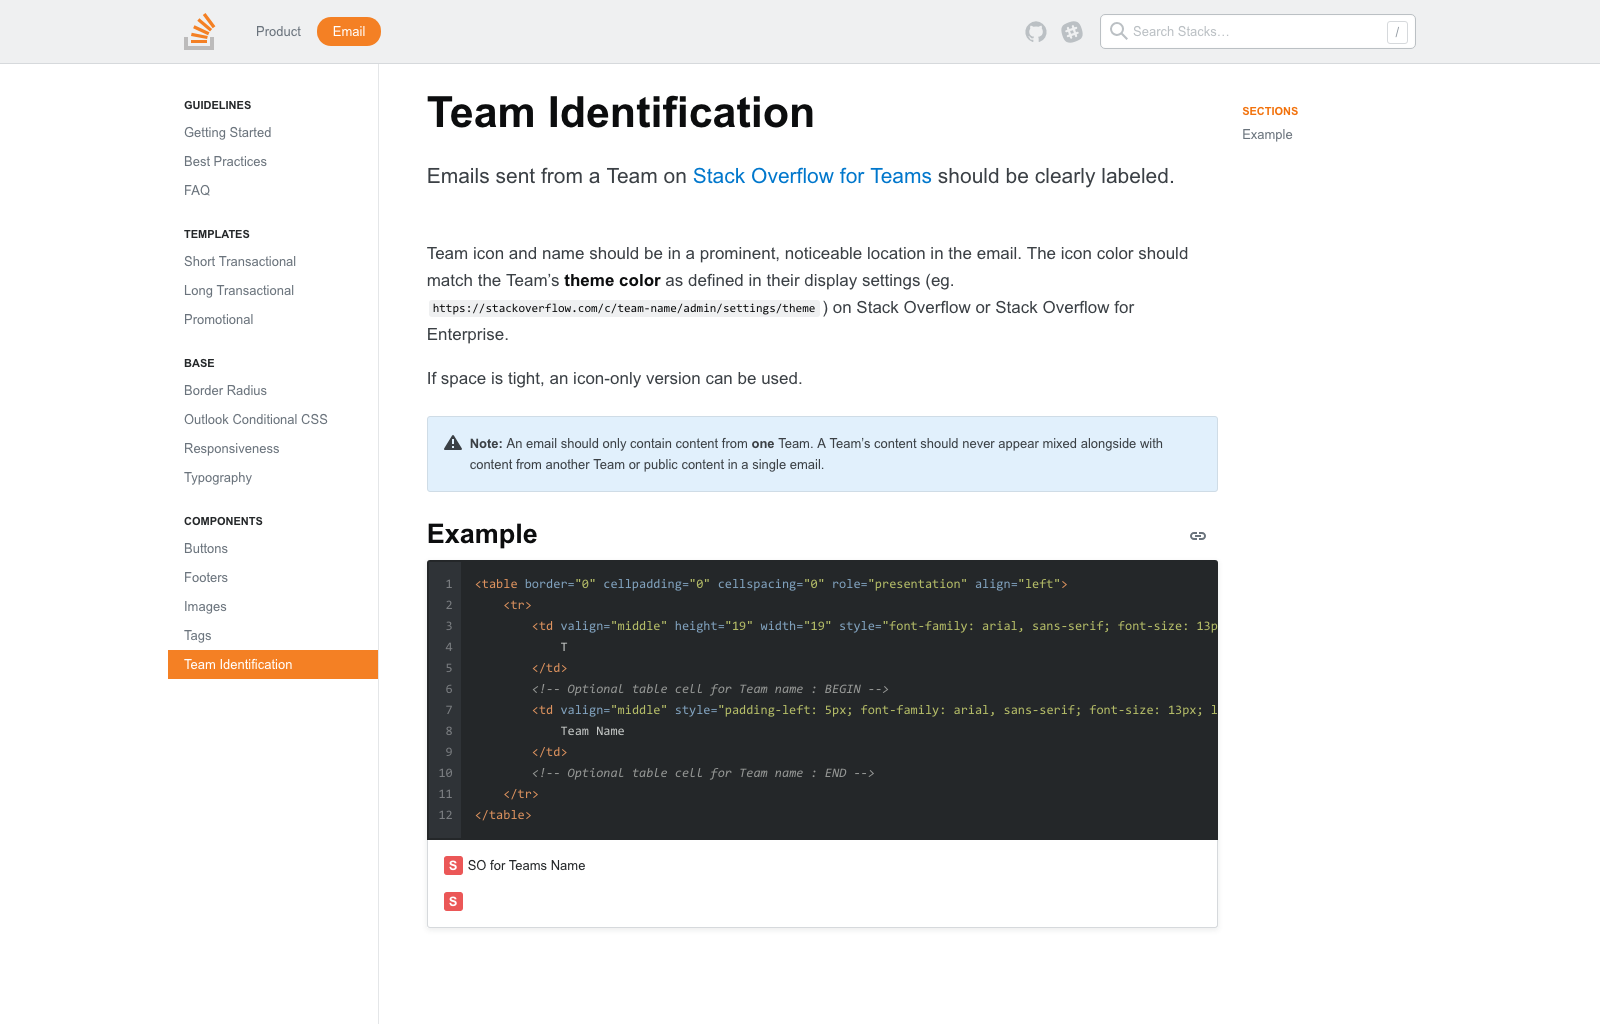 Product
Email
Search Stacks…
/
GUIDELINES
Getting Started
Best Practices
FAQ
TEMPLATES
Short Transactional
Long Transactional
Promotional
BASE
Border Radius
Outlook Conditional CSS
Responsiveness
Typography
COMPONENTS
Buttons
Footers
Images
Tags
Team Identification
Team Identification
Emails sent from a Team on Stack Overflow for Teams should be clearly labeled.
Team icon and name should be in a prominent, noticeable location in the email. The icon color should
match the Team’s theme color as defined in their display settings (eg.
https://stackoverflow.com/c/team-name/admin/settings/theme ) on Stack Overflow or Stack Overflow for
Enterprise.
If space is tight, an icon-only version can be used.
Note: An email should only contain content from one Team. A Team’s content should never appear mixed alongside with
content from another Team or public content in a single email.
Example
1 <table border="0" cellpadding="0" cellspacing="0" role="presentation" align="left">
2 <tr>
3 <td valign="middle" height="19" width="19" style="font-family: arial, sans-serif; font-size: 13p
4 T
5 </td>
6 <!-- Optional table cell for Team name : BEGIN -->
7 <td valign="middle" style="padding-left: 5px; font-family: arial, sans-serif; font-size: 13px; l
8 Team Name
9 </td>
10 <!-- Optional table cell for Team name : END -->
11 </tr>
12 </table>
S SO for Teams Name
S
SECTIONS
Example